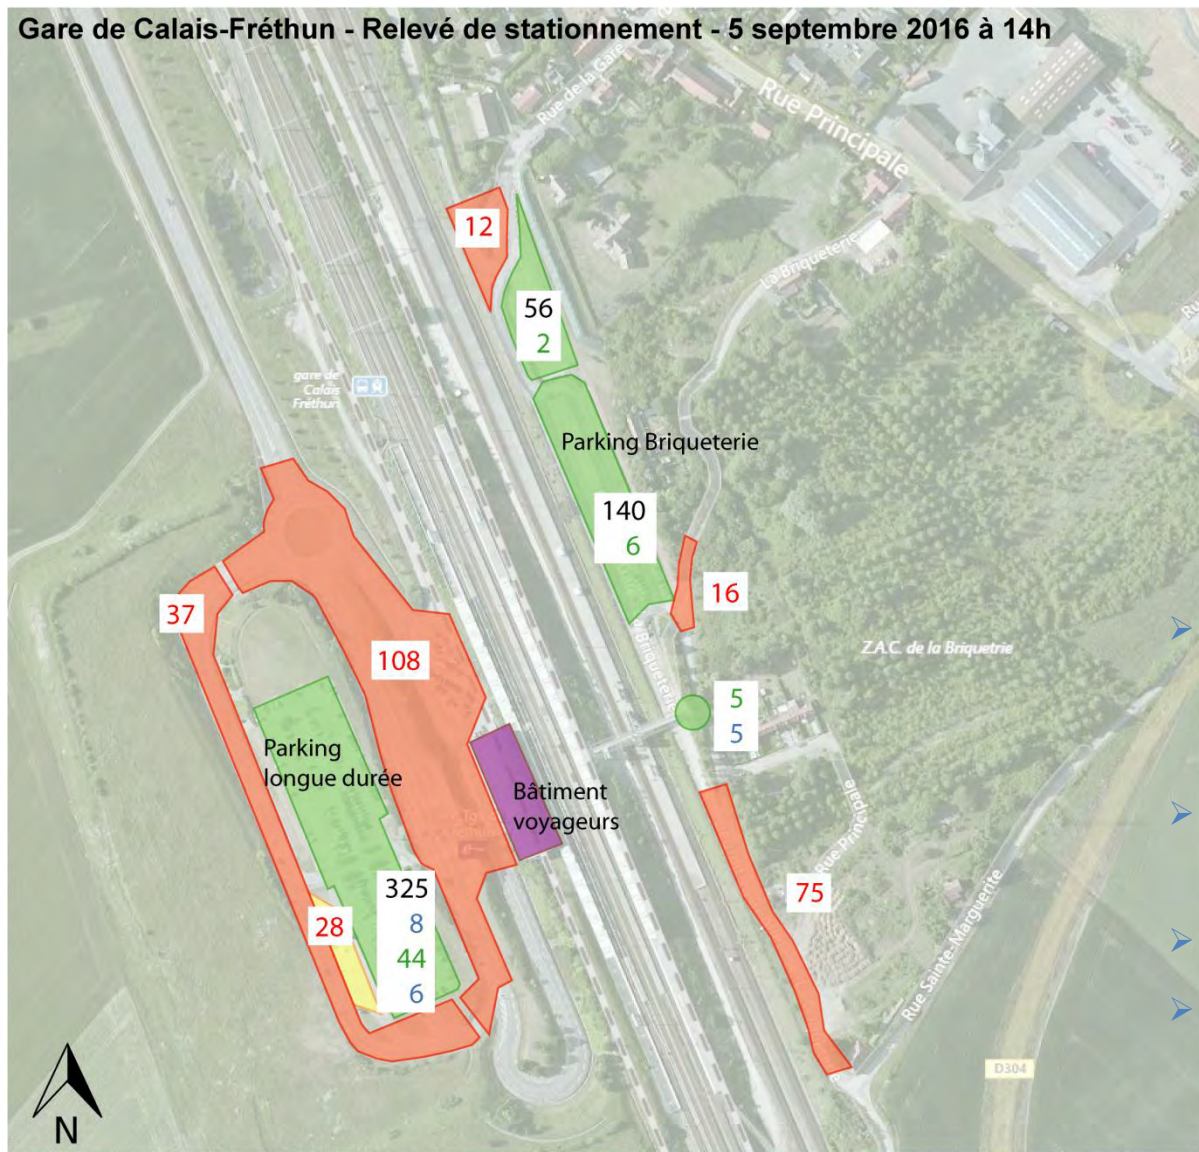 Gare de Calais-Fréthun - Relevé de stationnement - 5 septembre 2016 à 14h
Rue de la Gare
Rue Principale
12
La Briqueterie
56
2
gare de
Calais
Fréthun
Parking Briqueterie
140
6
16
37
108
Briqueterie
Z.A.C. de la Briquetrie
5
5
Parking
longue durée
Bâtiment
voyageurs
Rue Principale
75
325
28
8
44
6
Rue Sainte-Marguerite
D304
N